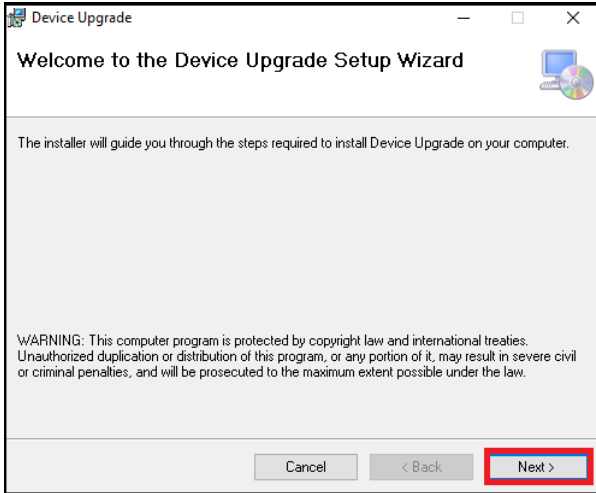 Device Upgrade
Welcome to the Device Upgrade Setup Wizard
The installer will guide you through the steps required to install Device Upgrade on your computer.
WARNING: This computer program is protected by copyright law and international treaties.
Unauthorized duplication or distribution of this program, or any portion of it, may result in severe civil
or criminal penalties, and will be prosecuted to the maximum extent possible under the law.
Cancel < Back Next >